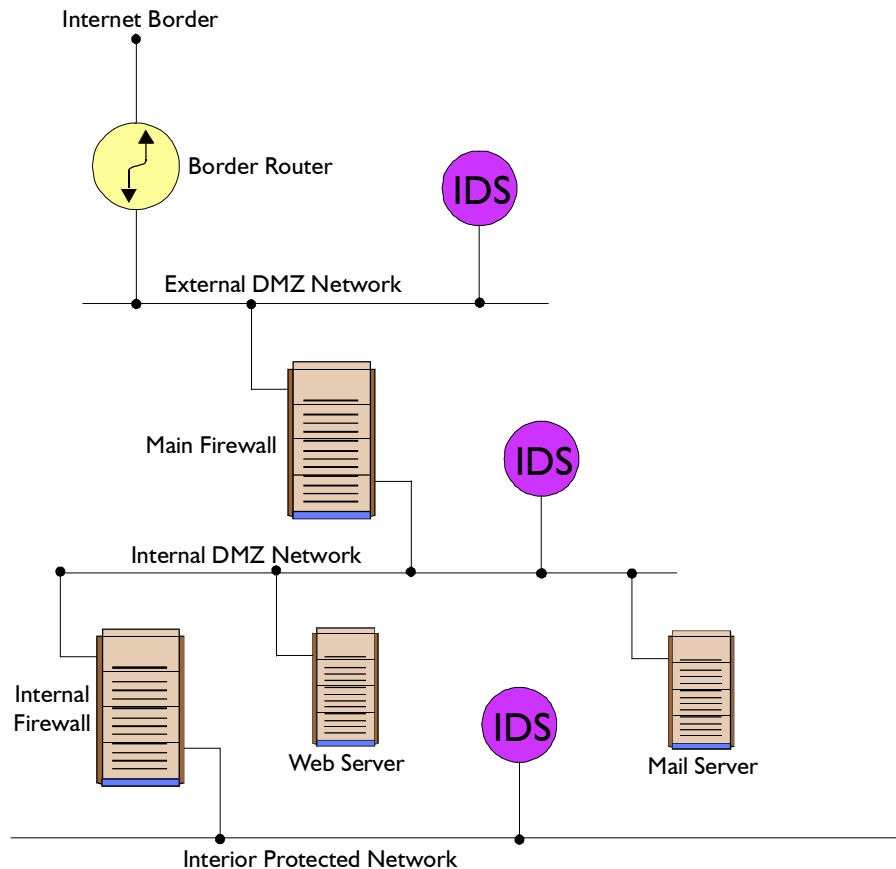 Internet Border
Border Router
IDS
External DMZ Network
Main Firewall
IDS
Internal DMZ Network
Internal
Firewall
Web Server
IDS
Mail Server
Interior Protected Network